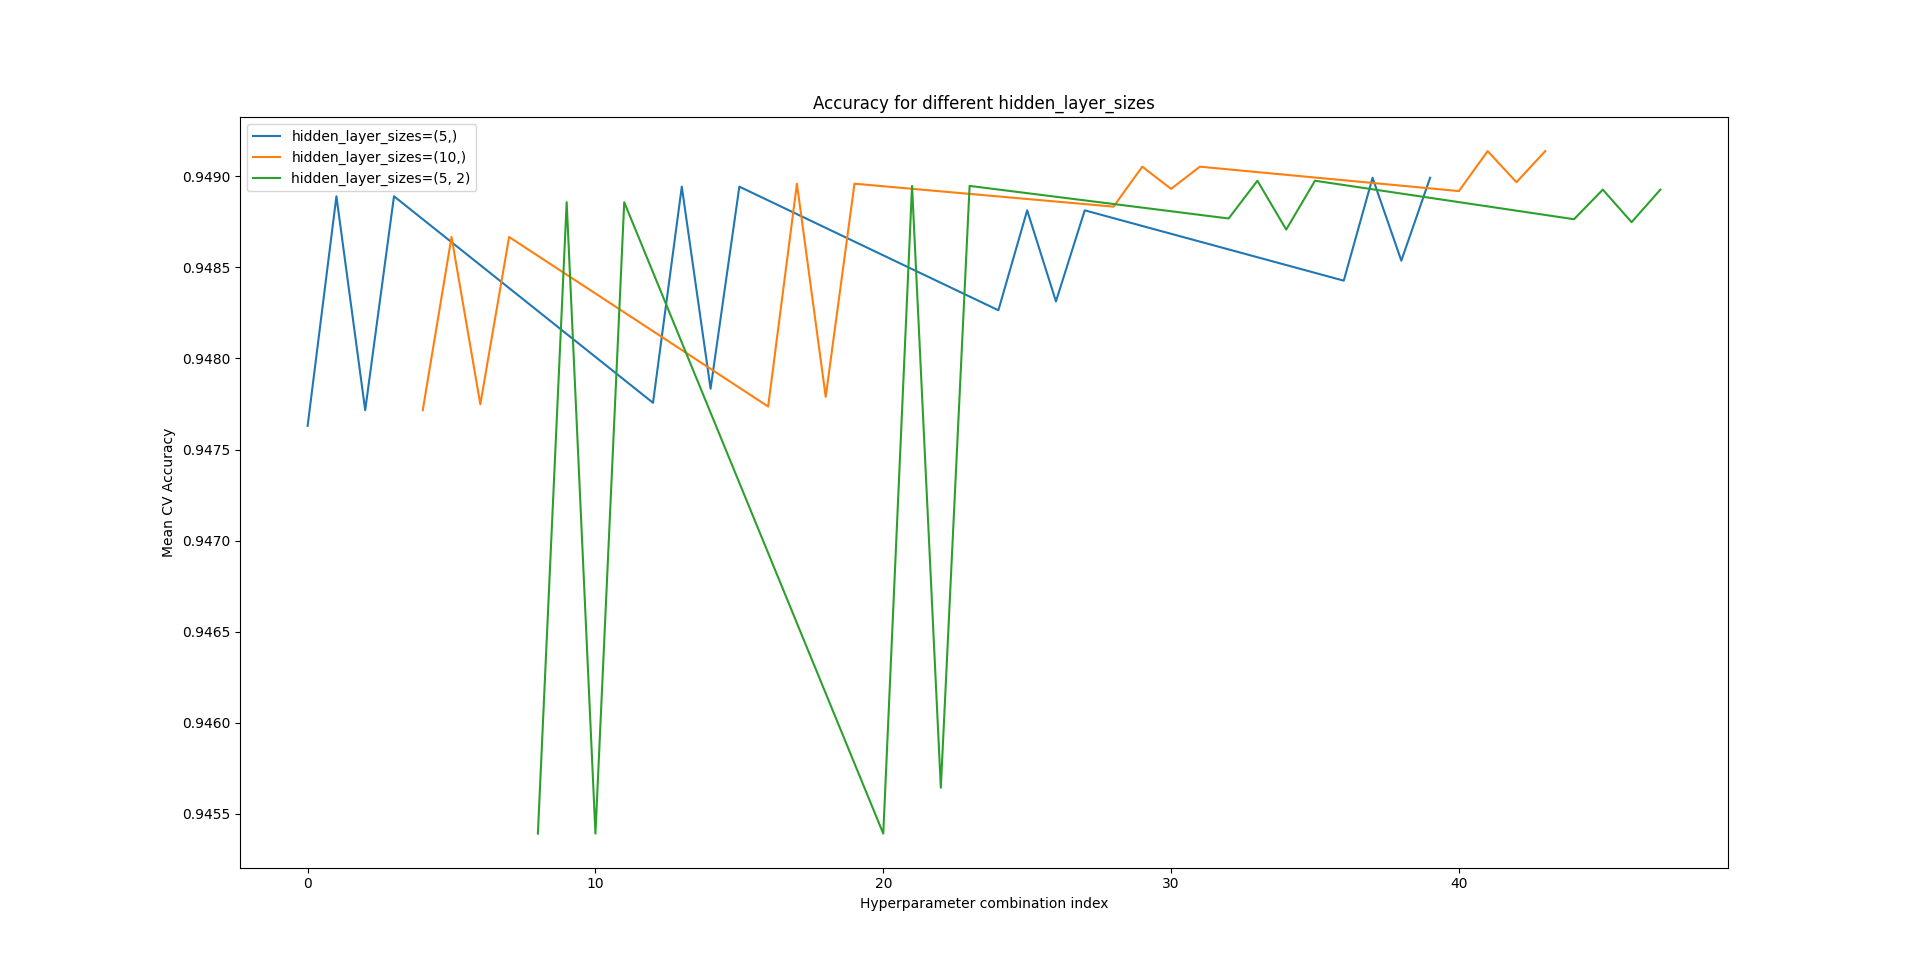 Accuracy for different hidden_layer_sizes
hidden_layer_sizes=(5,)
hidden_layer_sizes=(10,)
hidden_layer_sizes=(5, 2)
Mean CV Accuracy
0.9490
0.9485
0.9480
0.9475
0.9470
0.9465
0.9460
0.9455
0 10 20 30 40
Hyperparameter combination index